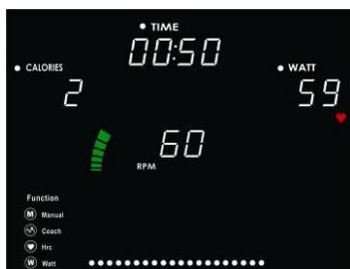 TIME
00:50
CALORIES
2
WATT
59
60
RPM
Function
M Manual
Coach
Hrc
W Watt